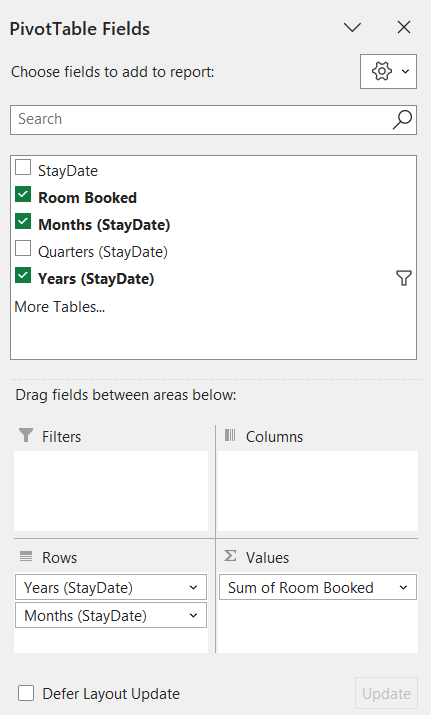 PivotTable Fields
Choose fields to add to report:
Search
StayDate
Room Booked
Months (StayDate)
Quarters (StayDate)
Years (StayDate)
More Tables...
Drag fields between areas below:
Filters
Columns
Rows
Values
Years (StayDate)
Sum of Room Booked
Months (StayDate)
Defer Layout Update
Update